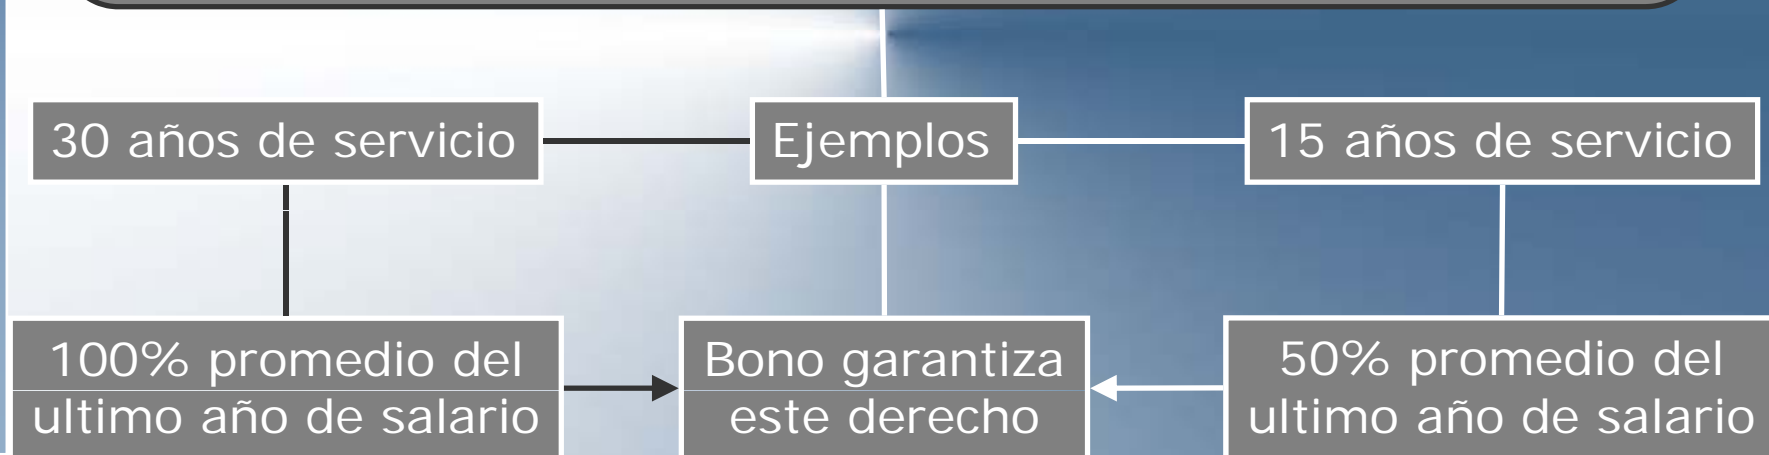 30 años de servicio
Ejemplos
15 años de servicio
100% promedio del
ultimo año de salario
Bono garantiza
este derecho
50% promedio del
ultimo año de salario